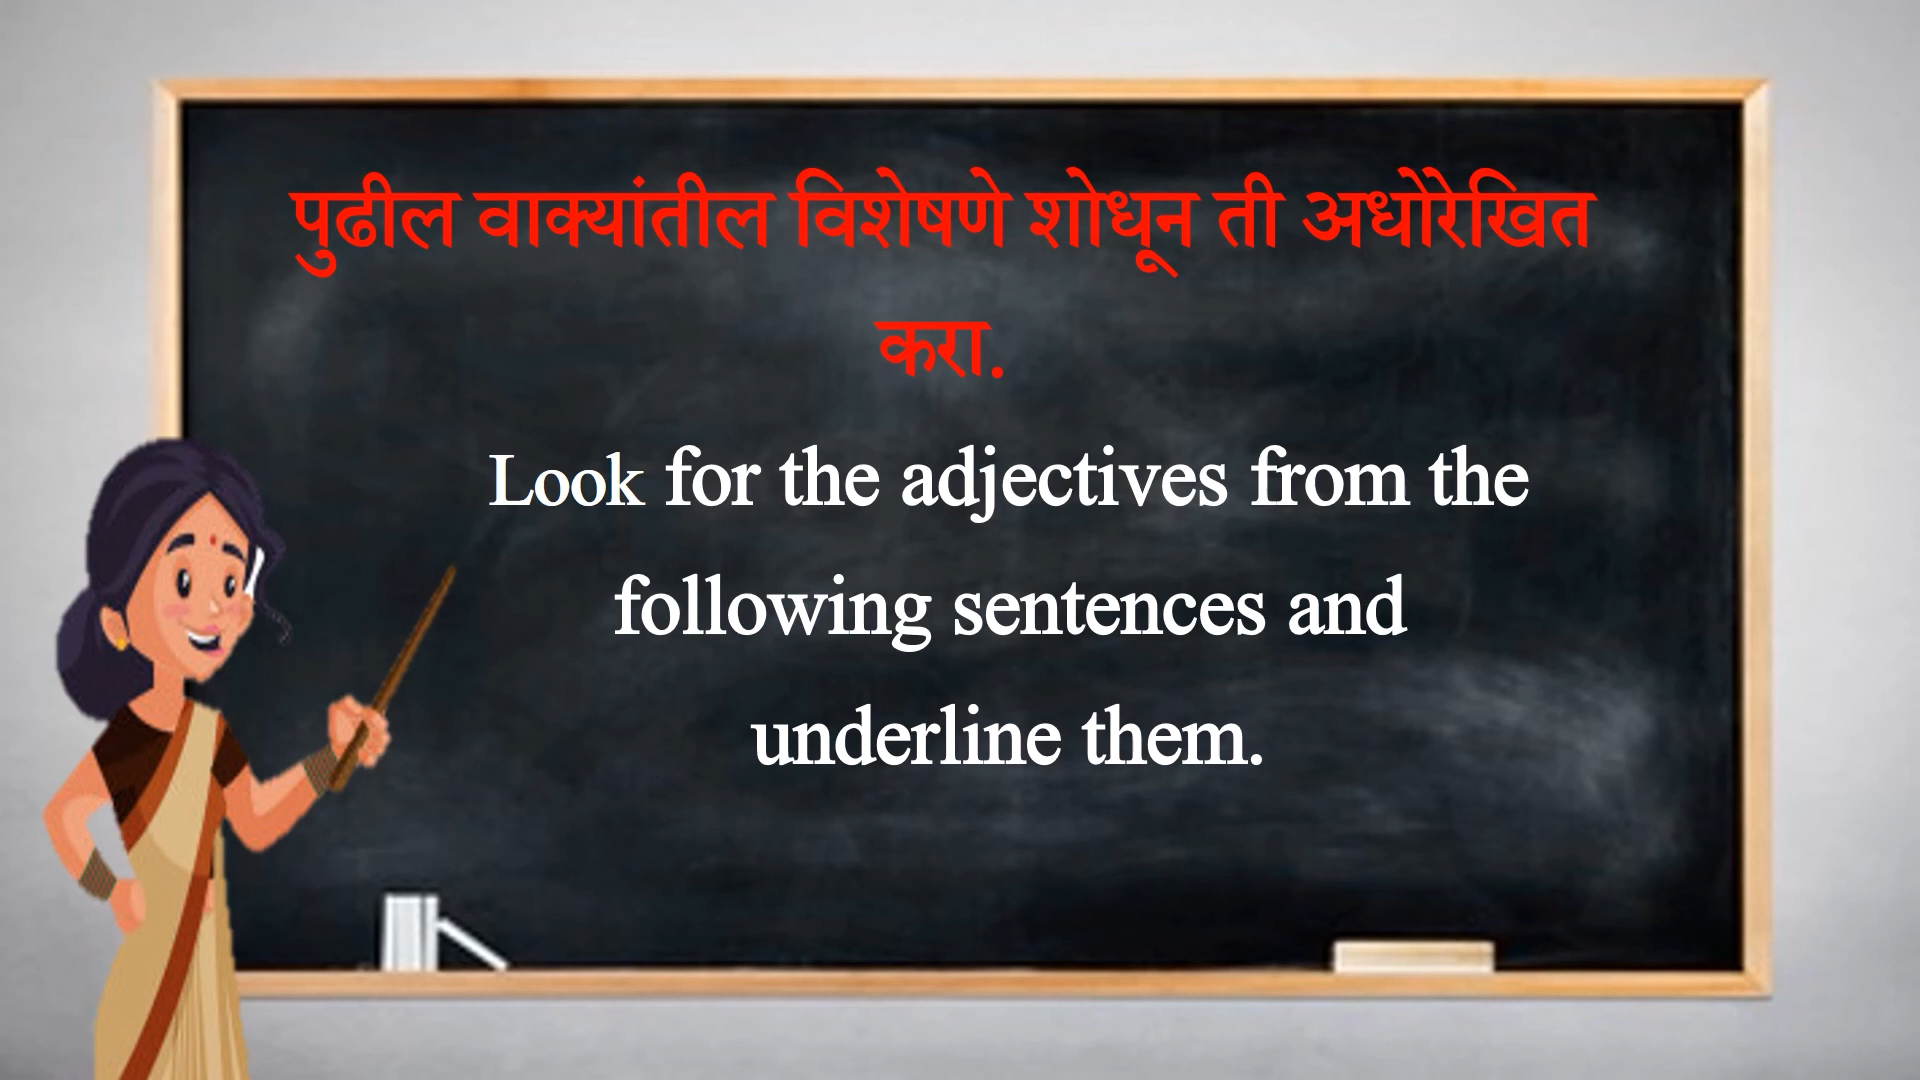 पुढील वाक्यांतील विशेषणे शोधून ती अधोरेखित
करा.
Look for the adjectives from the
following sentences and
underline them.